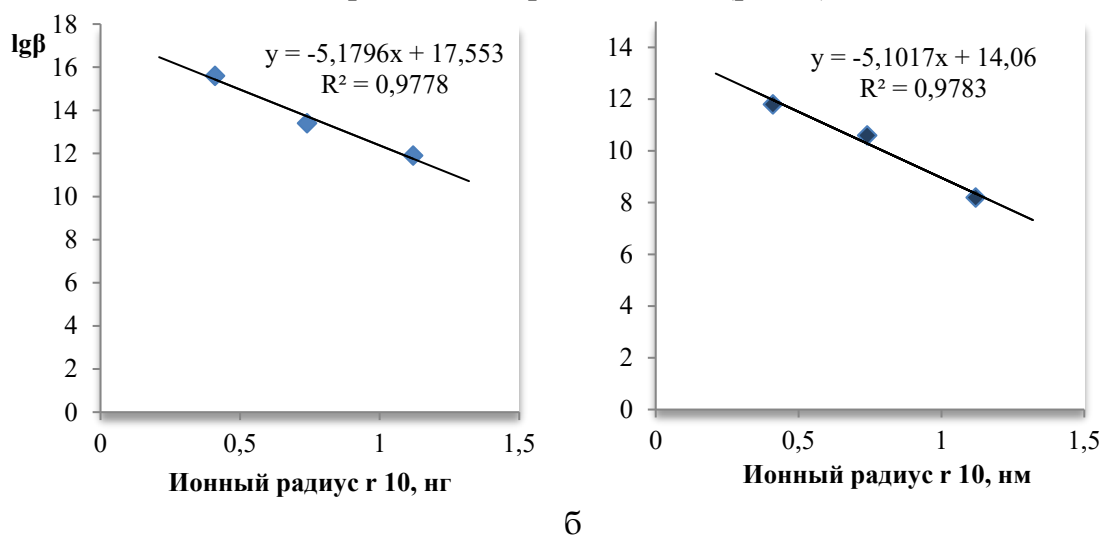 lgβ
18
16
14
12
10
8
6
4
2
0
y = -5,1796x + 17,553
R² = 0,9778
0 0,5 1 1,5
Ионный радиус r 10, нг
14
12
10
8
6
4
2
0
y = -5,1017x + 14,06
R² = 0,9783
0 0,5 1 1,5
Ионный радиус r 10, нм
б